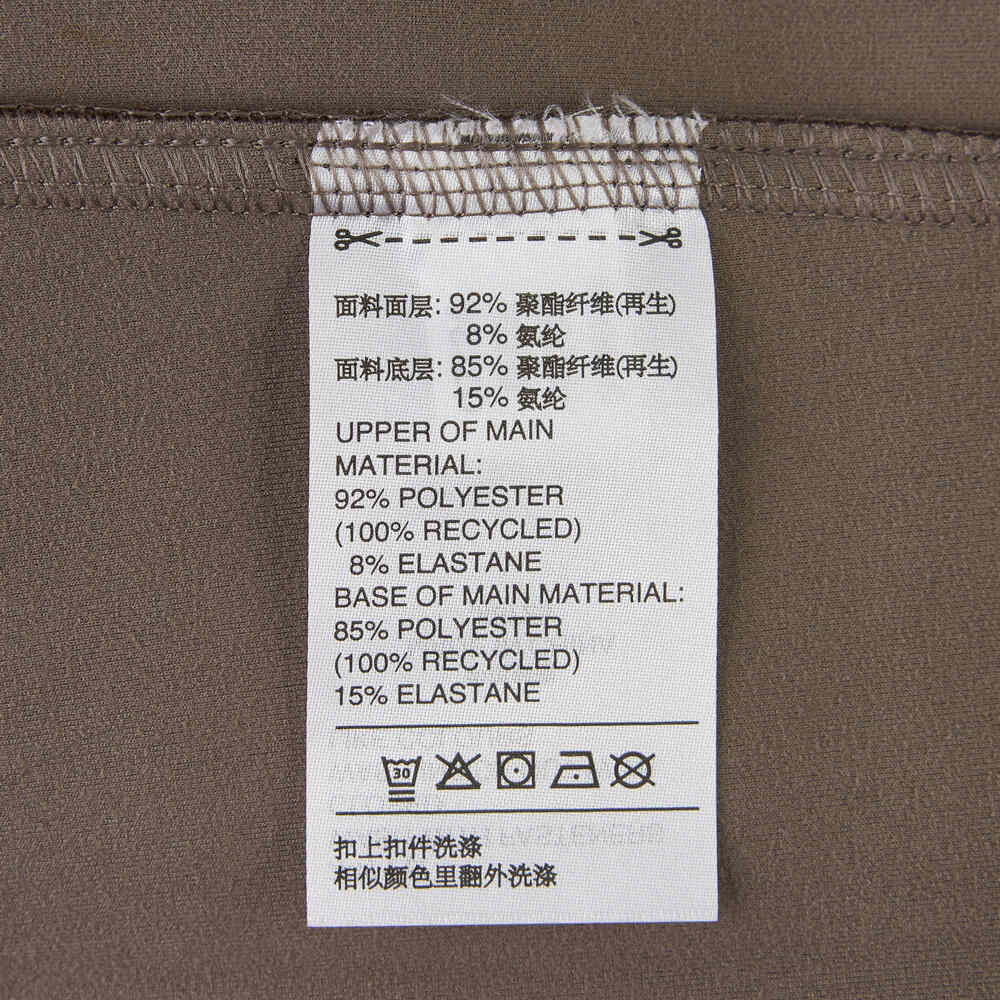 面料面层: 92% 聚酯纤维(再生)
8% 氨纶
面料底层: 85% 聚酯纤维(再生)
15% 氨纶
UPPER OF MAIN
MATERIAL:
92% POLYESTER
(100% RECYCLED)
8% ELASTANE
BASE OF MAIN MATERIAL:
85% POLYESTER
(100% RECYCLED)
15% ELASTANE
30
扣上扣件洗涤
相似颜色里翻外洗涤